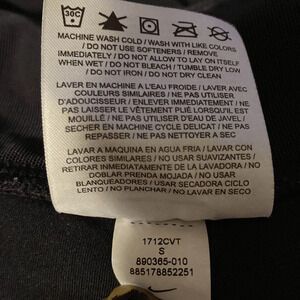 30C
MACHINE WASH COLD / WASH WITH LIKE COLORS
/ DO NOT USE SOFTENERS / REMOVE
IMMEDIATELY / DO NOT ALLOW TO LAY ON ITSELF
WHEN WET / DO NOT BLEACH / TUMBLE DRY LOW
/ DO NOT IRON / DO NOT DRY CLEAN
LAVER EN MACHINE À L'EAU FROIDE / LAVER AVEC
COULEURS SIMILAIRES / NE PAS UTILISER
D'ADOUCISSEUR / ENLEVER IMMÉDIATEMENT / NE
PAS LAISSER LE VÊTEMENT PLIÉ LORSQU'IL EST
MOUILLÉ / NE PAS UTILISER D'EAU DE JAVEL /
SECHER EN MACHINE CYCLE DELICAT / NE PAS
REPASSER / NE PAS NETTOYER A SEC
LAVAR A MAQUINA EN AGUA FRIA / LAVAR CON
COLORES SIMILARES / NO USAR SUAVIZANTES /
RETIRAR INMEDIATAMENTE DE LA LAVADORA / NO
DOBLAR PRENDA MOJADA / NO USAR
BLANQUEADORES / USAR SECADORA CICLO
LENTO / NO PLANCHAR / NO LAVAR EN SECO
1712CVT
S
890365-010
885178852251